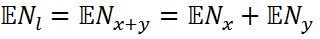 𝔼N_l = 𝔼N_{x+y} = 𝔼N_x + 𝔼N_y